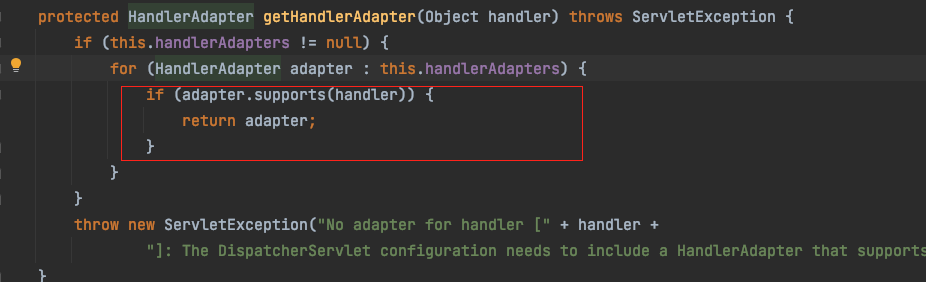 protected HandlerAdapter getHandlerAdapter(Object handler) throws ServletException {
if (this.handlerAdapters != null) {
for (HandlerAdapter adapter : this.handlerAdapters) {
if (adapter.supports(handler)) {
return adapter;
}
}
}
throw new ServletException("No adapter for handler [" + handler +
"]: The DispatcherServlet configuration needs to include a HandlerAdapter that supports
}